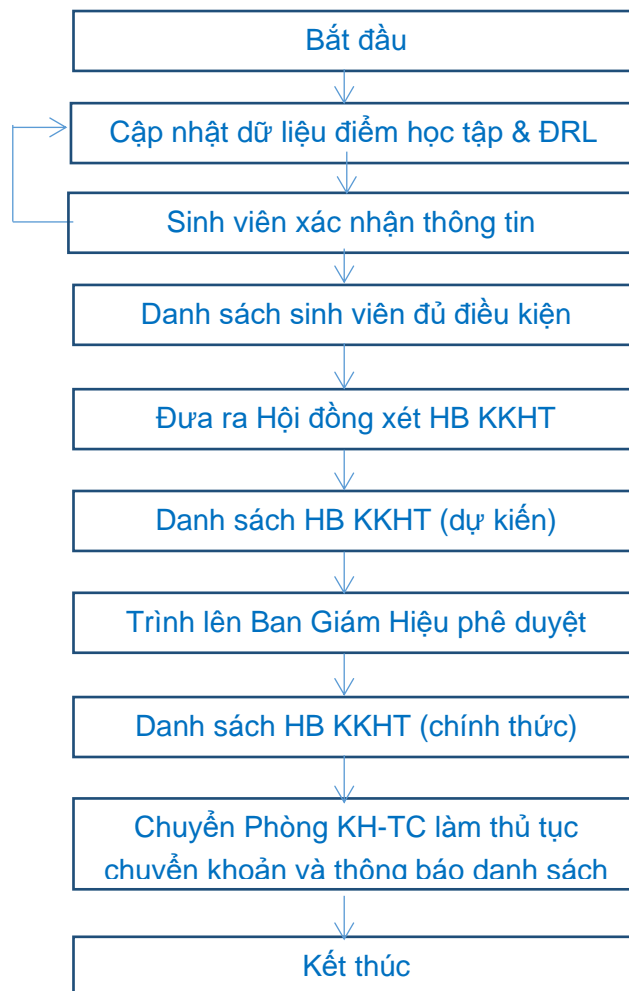 Bắt đầu
Cập nhật dữ liệu điểm học tập & ĐRL
Sinh viên xác nhận thông tin
Danh sách sinh viên đủ điều kiện
Đưa ra Hội đồng xét HB KKHT
Danh sách HB KKHT (dự kiến)
Trình lên Ban Giám Hiệu phê duyệt
Danh sách HB KKHT (chính thức)
Chuyển Phòng KH-TC làm thủ tục
chuyển khoản và thông báo danh sách
Kết thúc